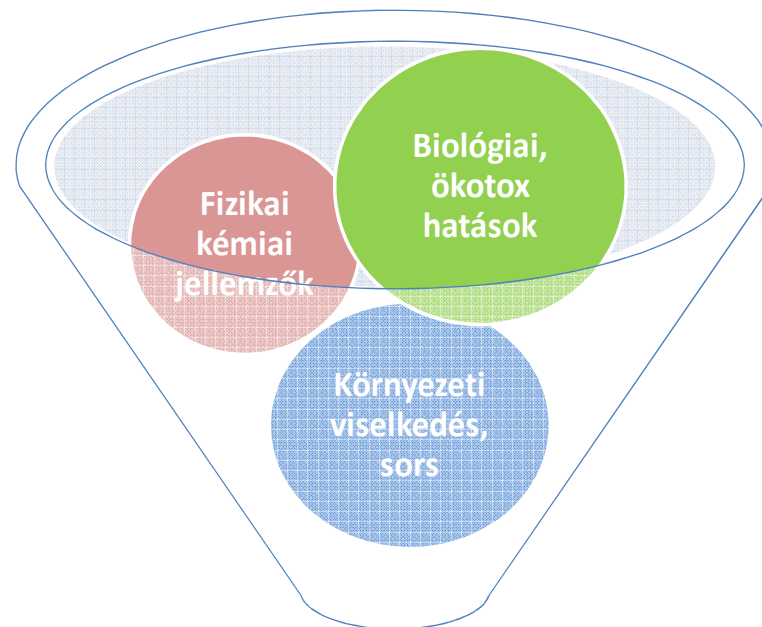 Biológiai,
ökotox
hatások
Fizikai
kémiai
jellemzők
Környezeti
viselkedés,
sors